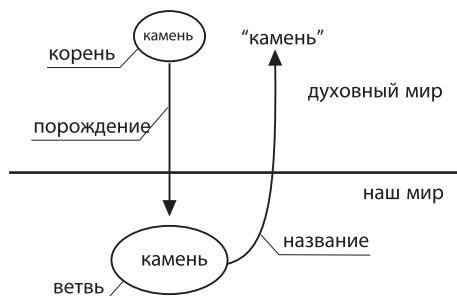 камень
“камень”
корень
духовный мир
порождение
наш мир
название
камень
ветвь